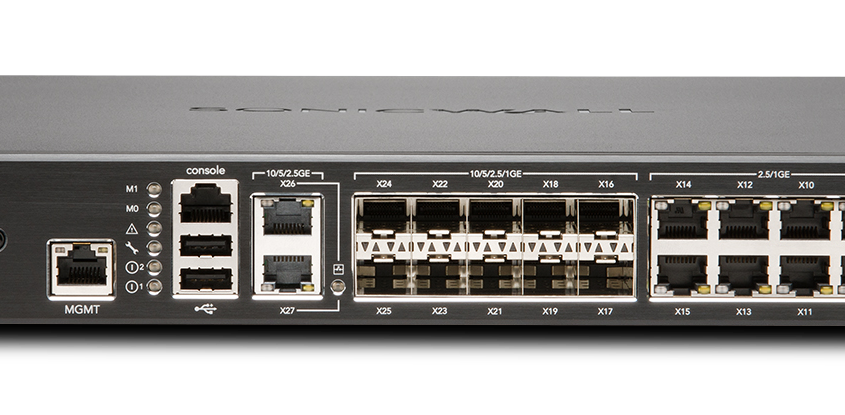 SONICWALL
console
10/5/2.5GE
10/5/2.5/1GE
2.5/1GE
M1
X26
X24
X22
X20
X18
X16
X14
X12
X10
M0
2
1
MGMT
X27
X25
X23
X21
X19
X17
X15
X13
X11